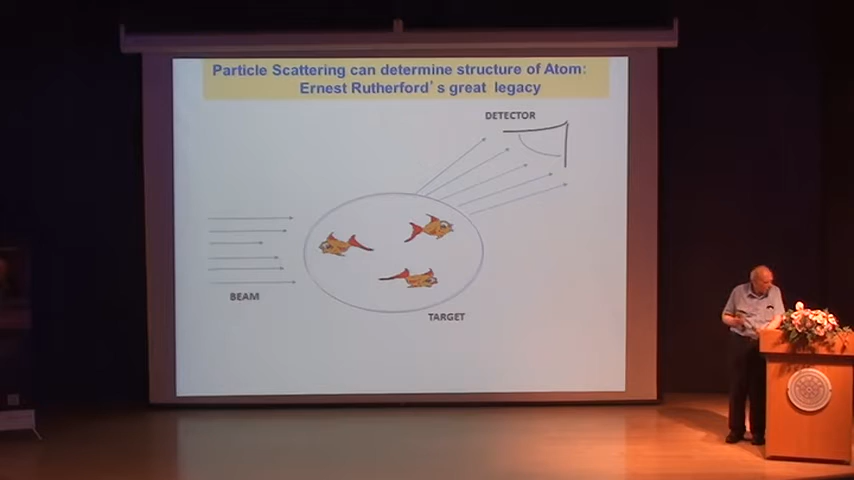 Particle Scattering can determine structure of Atom:
Ernest Rutherford's great legacy
DETECTOR
BEAM
TARGET